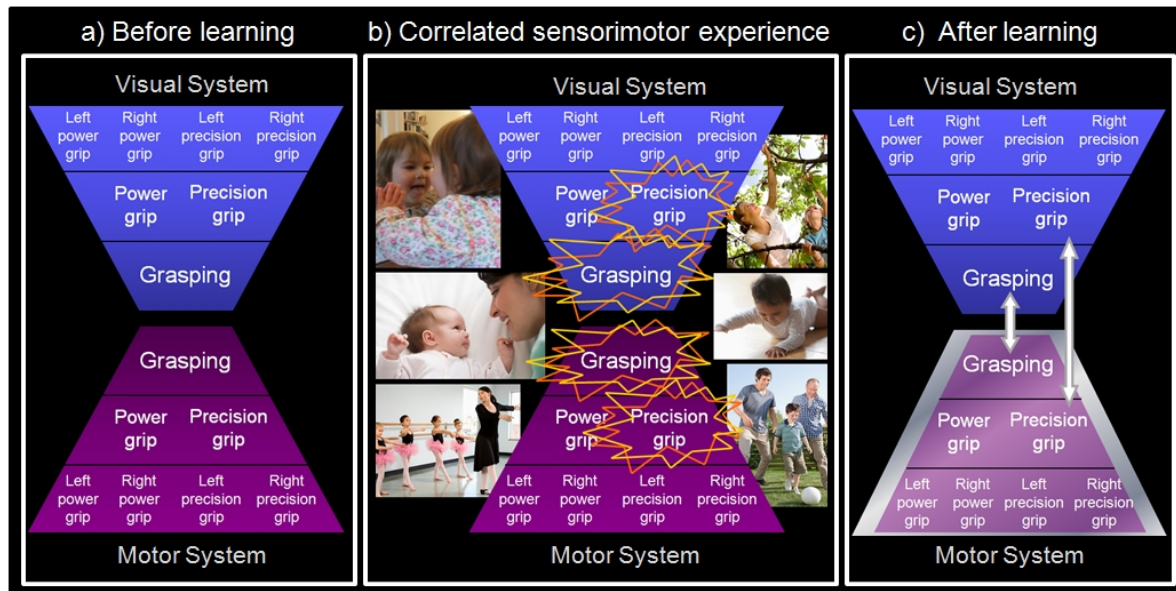 a) Before learning
Visual System
Left power grip
Right power grip
Left precision grip
Right precision grip
Power grip
Precision grip
Grasping
Grasping
Power grip
Precision grip
Left power grip
Right power grip
Left precision grip
Right precision grip
Motor System
b) Correlated sensorimotor experience
Visual System
Left power grip
Right power grip
Left precision grip
Right precision grip
Power grip
Precision grip
Grasping
Grasping
Power grip
Precision grip
Left power grip
Right power grip
Left precision grip
Right precision grip
Motor System
c) After learning
Visual System
Left power grip
Right power grip
Left precision grip
Right precision grip
Power grip
Precision grip
Grasping
Grasping
Power grip
Precision grip
Left power grip
Right power grip
Left precision grip
Right precision grip
Motor System